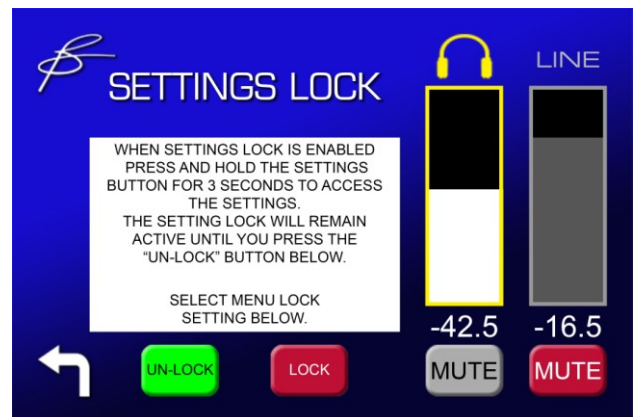 SETTINGS LOCK
WHEN SETTINGS LOCK IS ENABLED
PRESS AND HOLD THE SETTINGS
BUTTON FOR 3 SECONDS TO ACCESS
THE SETTINGS.
THE SETTING LOCK WILL REMAIN
ACTIVE UNTIL YOU PRESS THE
“UN-LOCK” BUTTON BELOW.
SELECT MENU LOCK
SETTING BELOW.
UN-LOCK
LOCK
LINE
-42.5
-16.5
MUTE
MUTE